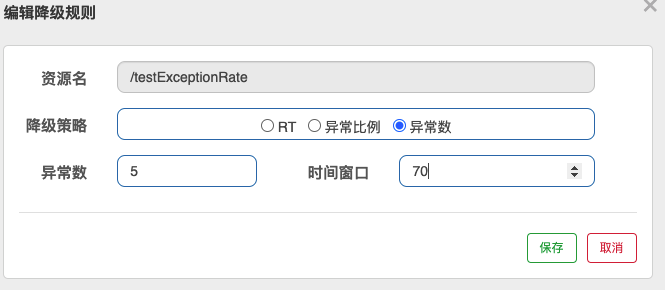 编辑降级规则
资源名 /testExceptionRate
降级策略 RT 异常比例 异常数
异常数 5 时间窗口 70
保存 取消